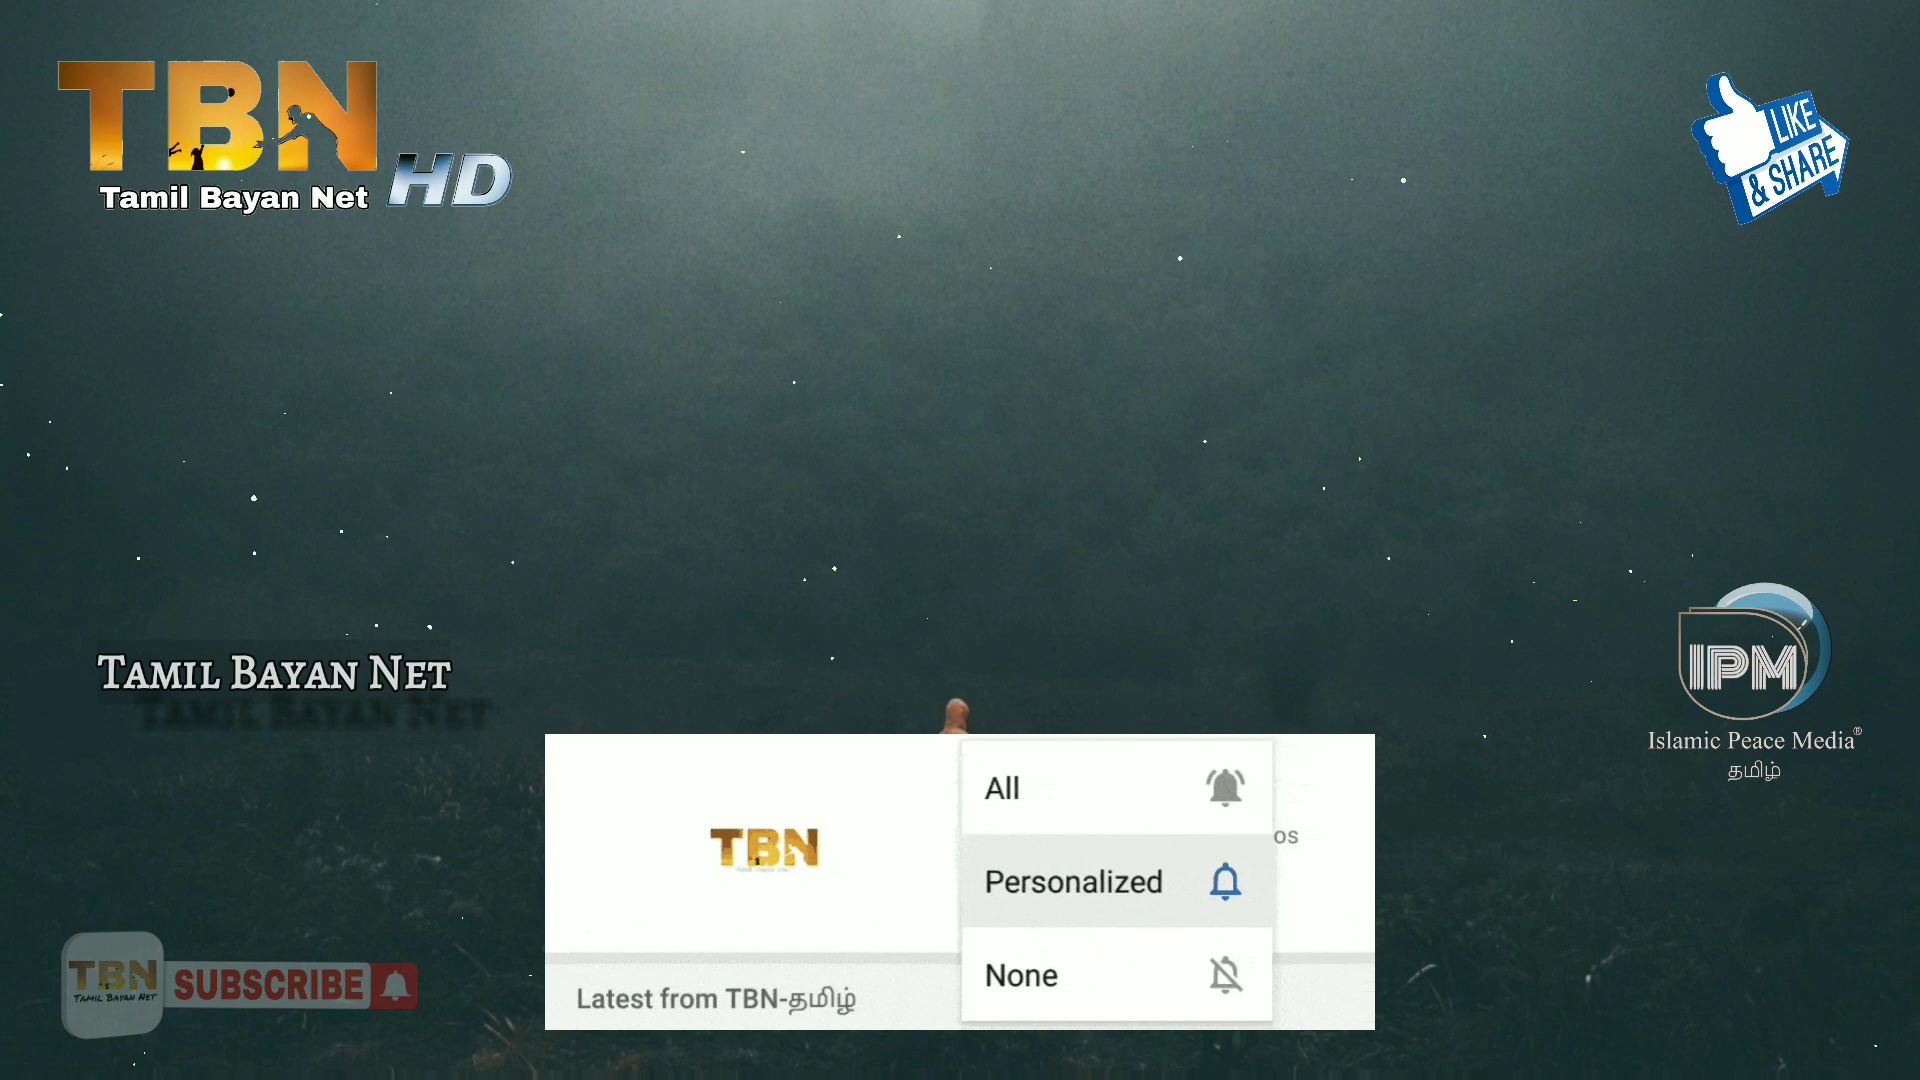 TBN
Tamil Bayan Net HD
LIKE
& SHARE
TAMIL BAYAN NET
IPM
Islamic Peace Media®
தமிழ்
All
TBN
os
Personalized
None
Latest from TBN-தமிழ்
TBN
TAMIL BAYAN NET
SUBSCRIBE